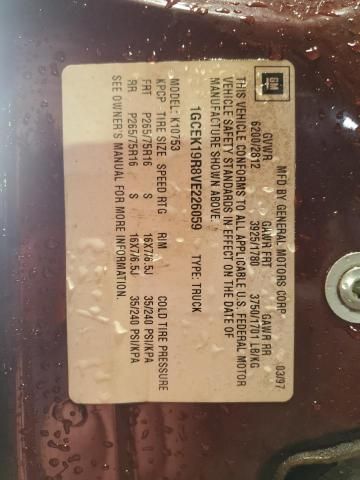 GM
MFD BY GENERAL MOTORS CORP
03/97
GVWR GAWR FRT GAWR RR
6200/2812 3925/1780 3750/1701 LB/KG
THIS VEHICLE CONFORMS TO ALL APPLICABLE U.S. FEDERAL MOTOR
VEHICLE SAFETY STANDARDS IN EFFECT ON THE DATE OF
MANUFACTURE SHOWN ABOVE.
1GCEK19R8VE226059 TYPE: TRUCK
MODEL: K10753
KPCP TIRE SIZE SPEED RTG RIM COLD TIRE PRESSURE
FRT P265/75R16 S 16X7/6.5J 35/240 PSI/KPA
RR P265/75R16 S 16X7/6.5J 35/240 PSI/KPA
SEE OWNER'S MANUAL FOR MORE INFORMATION.